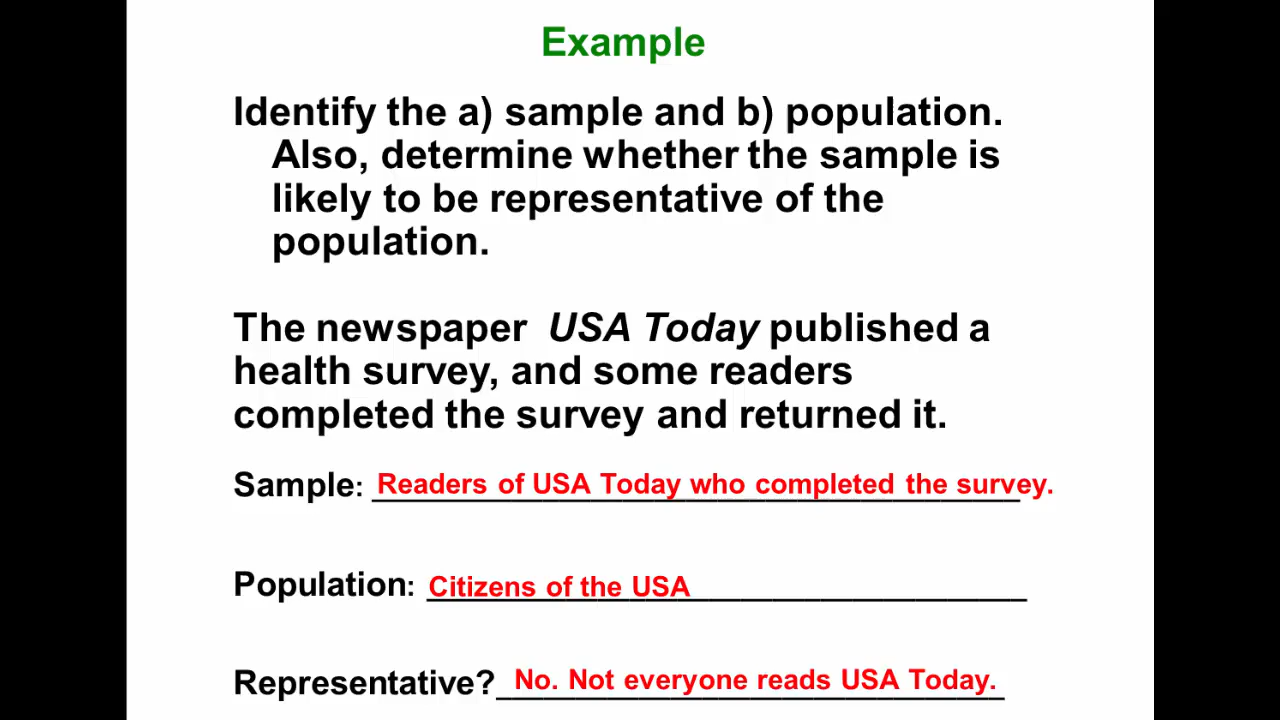 Example
Identify the a) sample and b) population.
Also, determine whether the sample is
likely to be representative of the
population.
The newspaper USA Today published a
health survey, and some readers
completed the survey and returned it.
Sample: Readers of USA Today who completed the survey.
Population: Citizens of the USA
Representative? No. Not everyone reads USA Today.